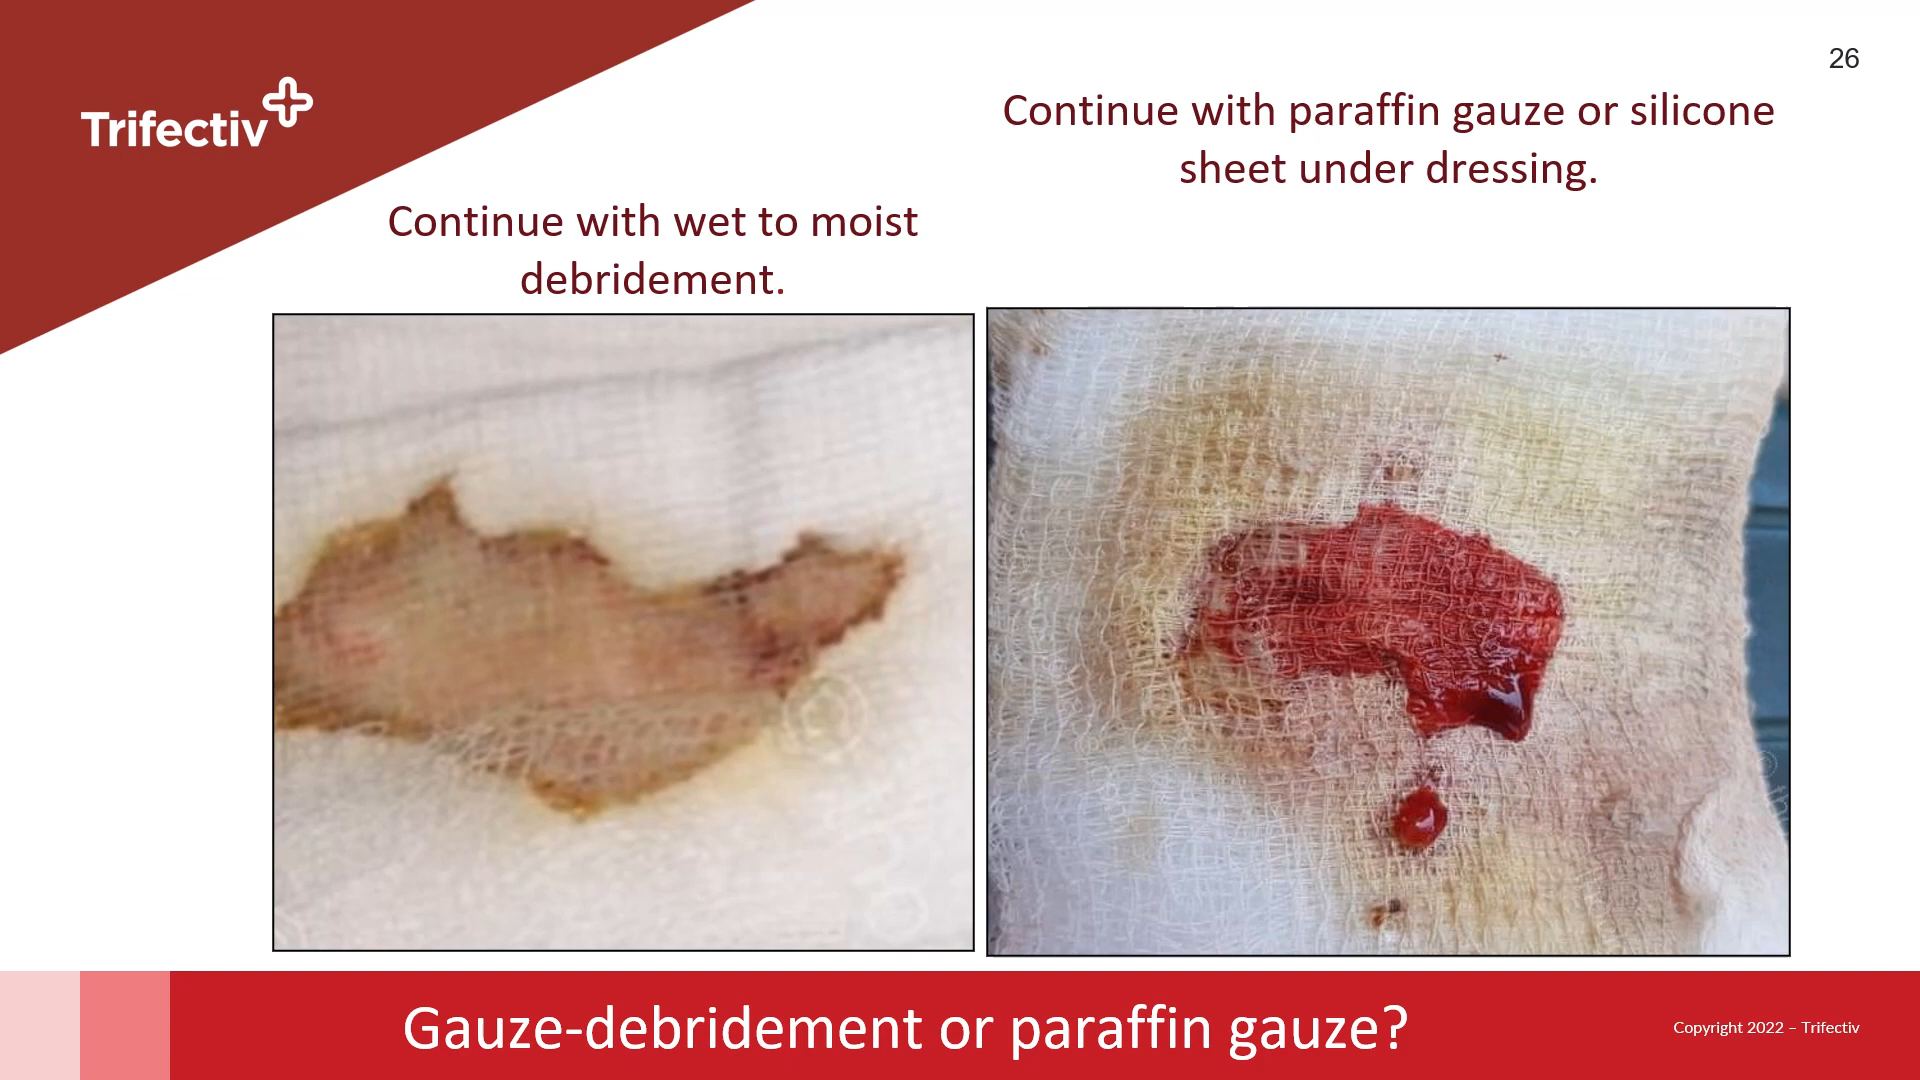 Trifectiv
26
Continue with paraffin gauze or silicone
sheet under dressing.
Continue with wet to moist
debridement.
Gauze-debridement or paraffin gauze?
Copyright 2022 – Trifectiv